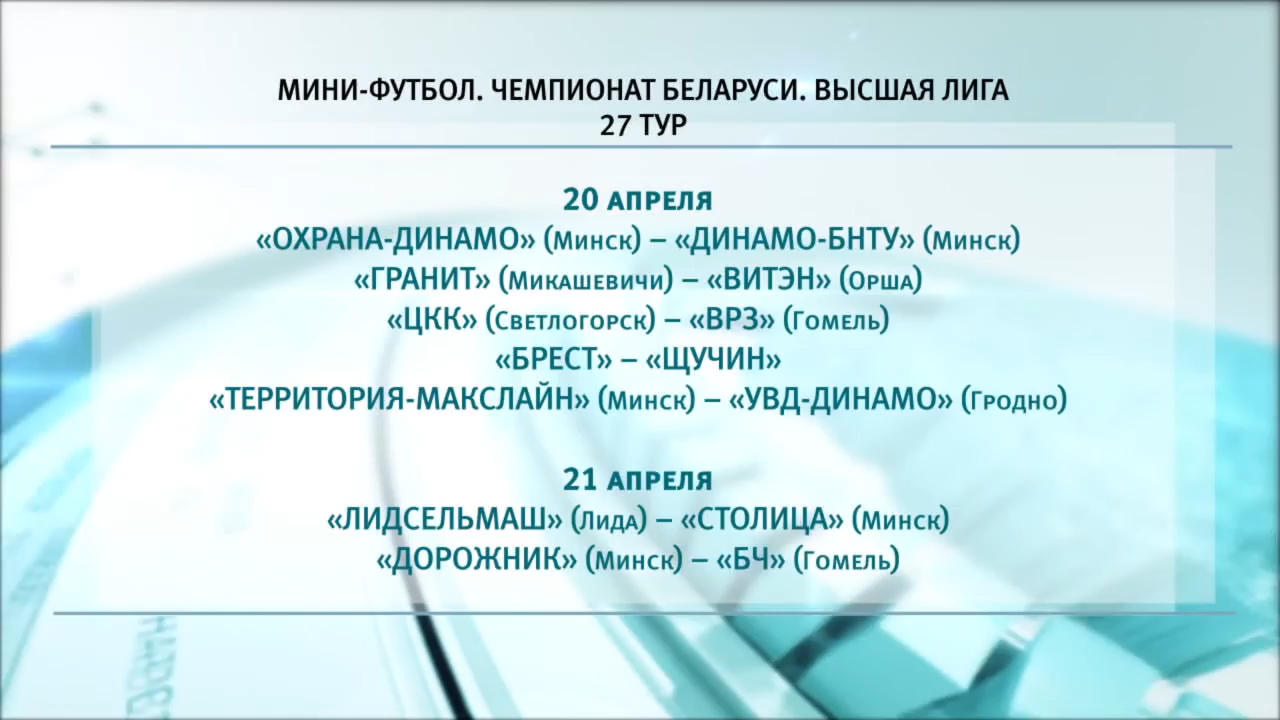 МИНИ-ФУТБОЛ. ЧЕМПИОНАТ БЕЛАРУСИ. ВЫСШАЯ ЛИГА
27 ТУР
20 АПРЕЛЯ
«ОХРАНА-ДИНАМО» (Минск) – «ДИНАМО-БНТУ» (Минск)
«ГРАНИТ» (Микашевичи) – «ВИТЭН» (Орша)
«ЦКК» (Светлогорск) – «ВРЗ» (Гомель)
«БРЕСТ» – «ЩУЧИН»
«ТЕРРИТОРИЯ-МАКСЛАЙН» (Минск) – «УВД-ДИНАМО» (Гродно)
21 АПРЕЛЯ
«ЛИДСЕЛЬМАШ» (Лида) – «СТОЛИЦА» (Минск)
«ДОРОЖНИК» (Минск) – «БЧ» (Гомель)